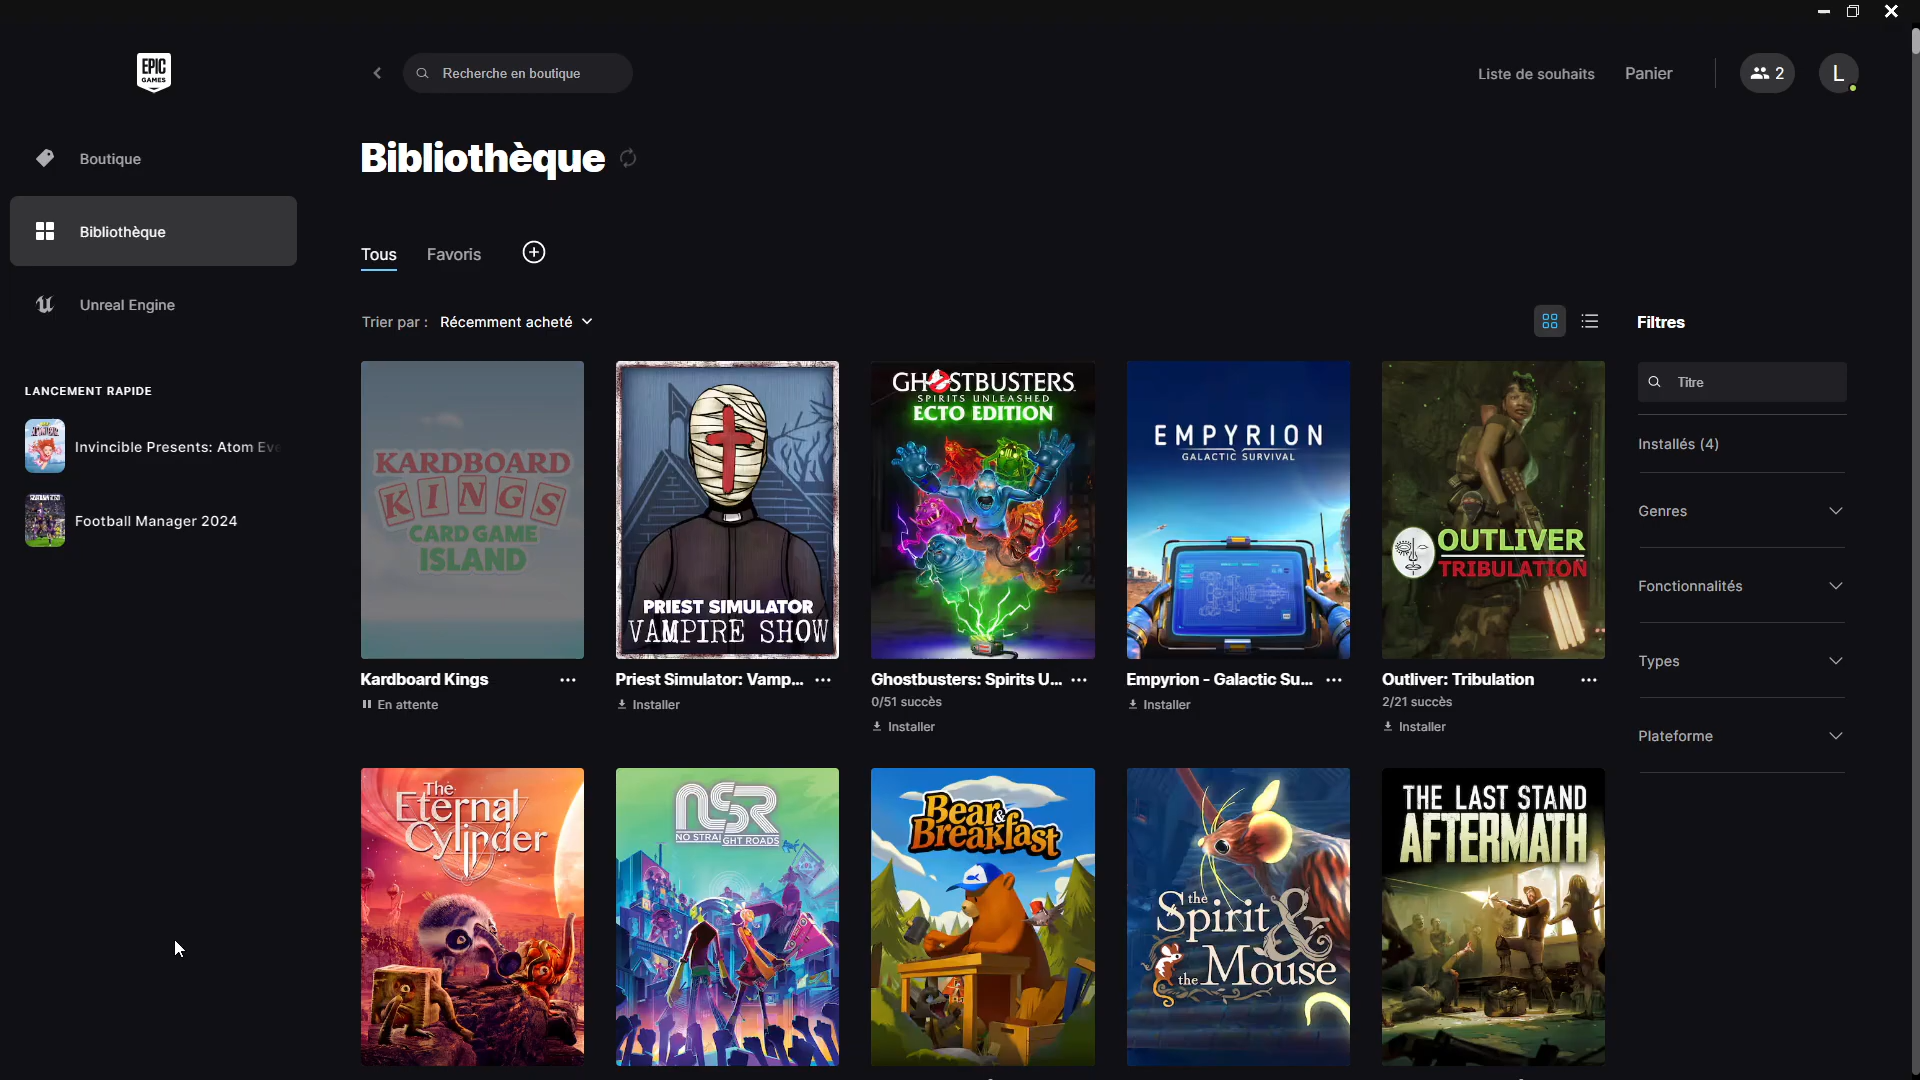 EPIC
GAMES
Recherche en boutique
Liste de souhaits
Panier
2
L
Boutique
Bibliothèque
Unreal Engine
LANCEMENT RAPIDE
Invincible Presents: Atom Eve
Football Manager 2024
Bibliothèque
Tous
Favoris
Trier par : Récemment acheté
KARDBOARD
KINGS
CARD GAME
ISLAND
Kardboard Kings
En attente
PRIEST SIMULATOR
VAMPIRE SHOW
Priest Simulator: Vamp...
Installer
GHOSTBUSTERS
SPIRITS UNLEASHED
ECTO EDITION
Ghostbusters: Spirits U...
0/51 succès
Installer
EMPYRION
GALACTIC SURVIVAL
Empyrion - Galactic Su...
Installer
OUTLIVER
TRIBULATION
Outliver: Tribulation
2/21 succès
Installer
The
Eternal
Cylinder
NSR
NO STRAIGHT ROADS
Bear &
Breakfast
the
Spirit &
the Mouse
THE LAST STAND
AFTERMATH
Filtres
Titre
Installés (4)
Genres
Fonctionnalités
Types
Plateforme